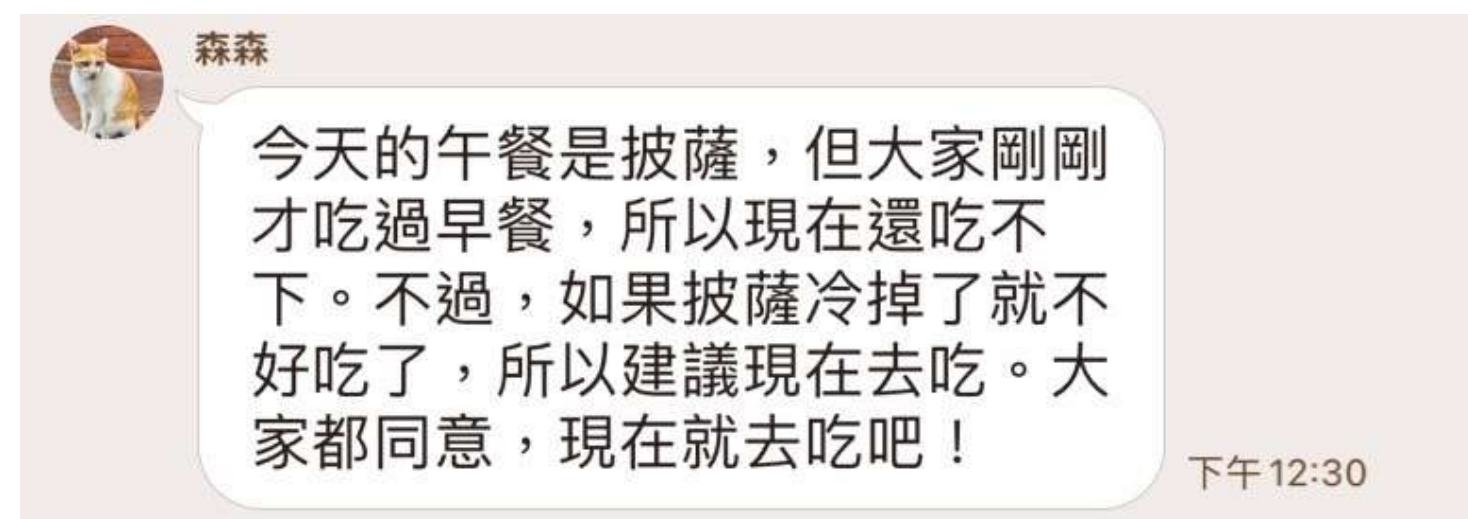 森森
今天的午餐是披薩，但大家剛剛
才吃過早餐，所以現在還吃不
下。不過，如果披薩冷掉了就不
好吃了，所以建議現在去吃。大
家都同意，現在就去吃吧！
下午 12:30